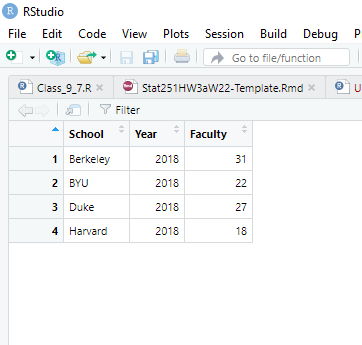 RStudio
File Edit Code View Plots Session Build Debug
Go to file/function
Class_9_7.R Stat251HW3aW22-Template.Rmd U
Filter
School Year Faculty
1 Berkeley 2018 31
2 BYU 2018 22
3 Duke 2018 27
4 Harvard 2018 18